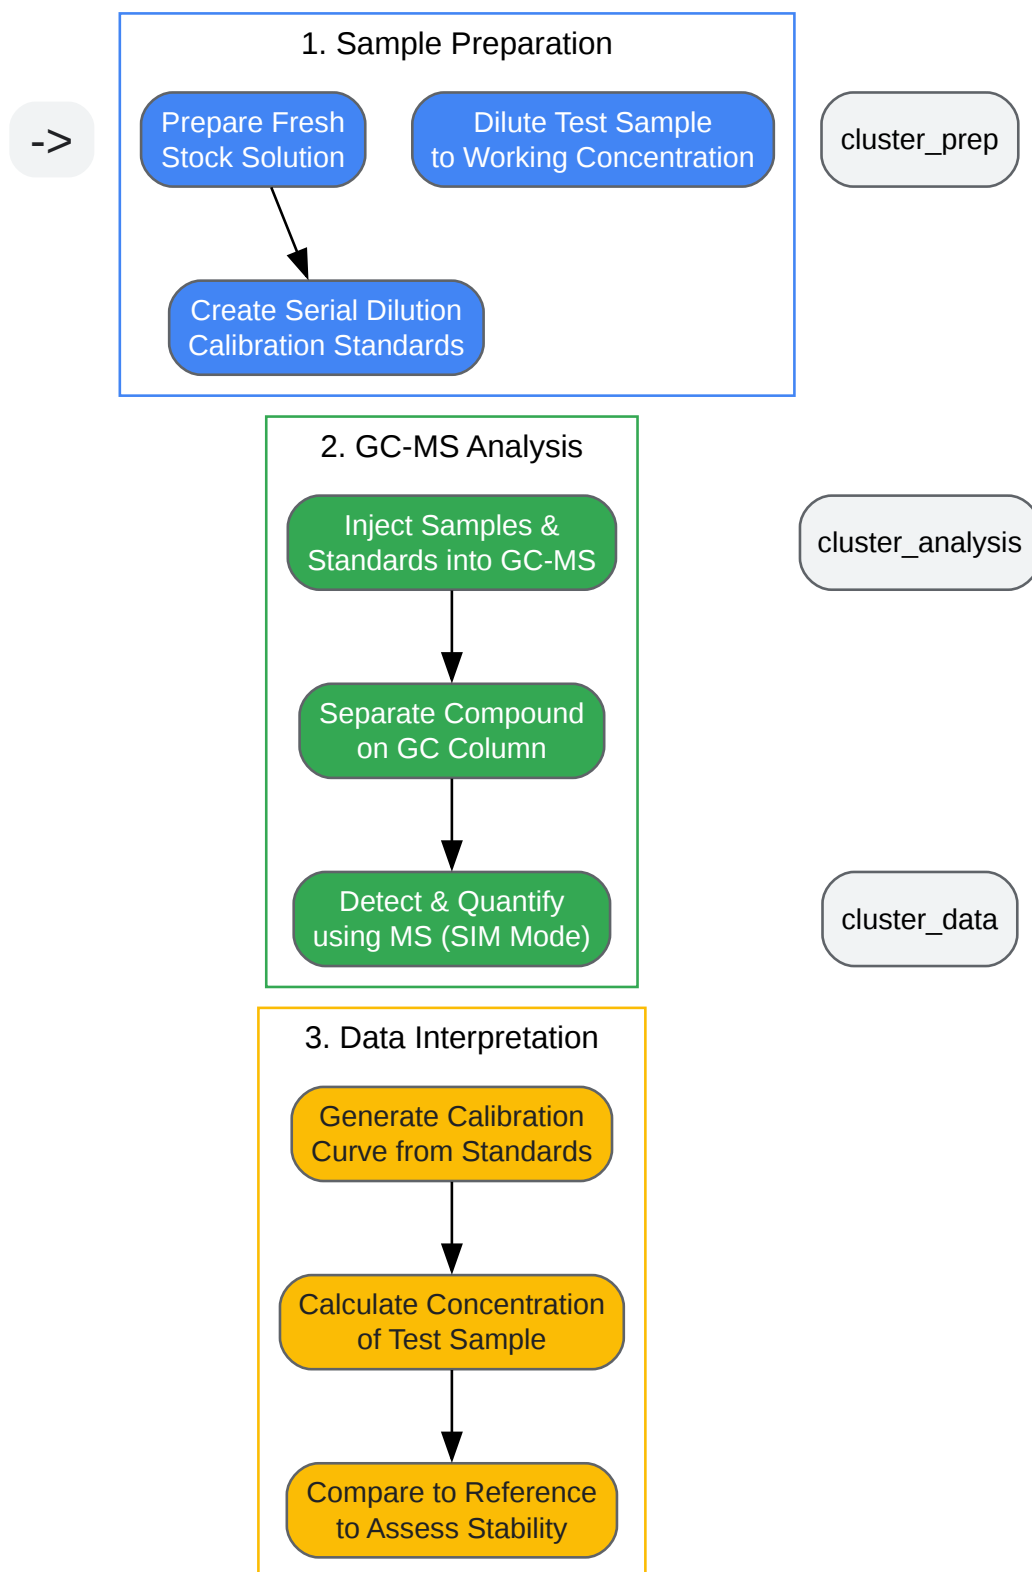 1. Sample Preparation
->
Prepare Fresh
Stock Solution
Dilute Test Sample
to Working Concentration
cluster_prep
Create Serial Dilution
Calibration Standards
2. GC-MS Analysis
Inject Samples &
Standards into GC-MS
cluster_analysis
Separate Compound
on GC Column
Detect & Quantify
using MS (SIM Mode)
cluster_data
3. Data Interpretation
Generate Calibration
Curve from Standards
Calculate Concentration
of Test Sample
Compare to Reference
to Assess Stability